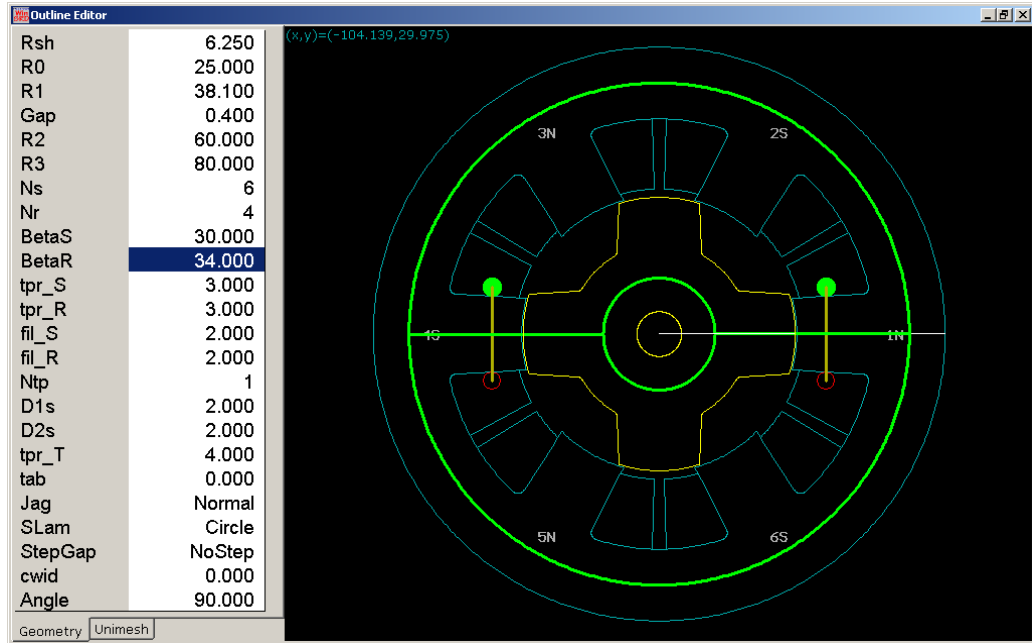 Outline Editor
Rsh 6.250
R0 25.000
R1 38.100
Gap 0.400
R2 60.000
R3 80.000
Ns 6
Nr 4
BetaS 30.000
BetaR 34.000
tpr_S 3.000
tpr_R 3.000
fil_S 2.000
fil_R 2.000
Ntp 1
D1s 2.000
D2s 2.000
tpr_T 4.000
tab 0.000
Jag Normal
SLam Circle
StepGap NoStep
cwid 0.000
Angle 90.000
Geometry Unimesh
(x,y)=(-104.139,29.975)
3N 2S
4S 1N
5N 6S